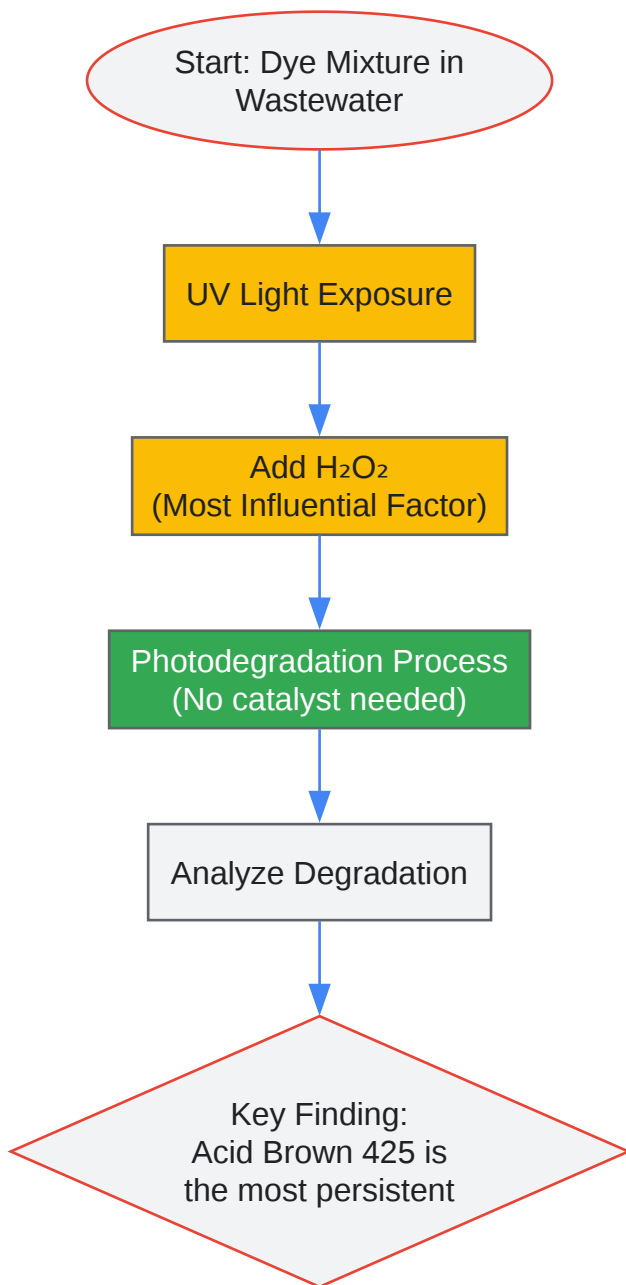 Start: Dye Mixture in
Wastewater
UV Light Exposure
Add H₂O₂
(Most Influential Factor)
Photodegradation Process
(No catalyst needed)
Analyze Degradation
Key Finding:
Acid Brown 425 is
the most persistent